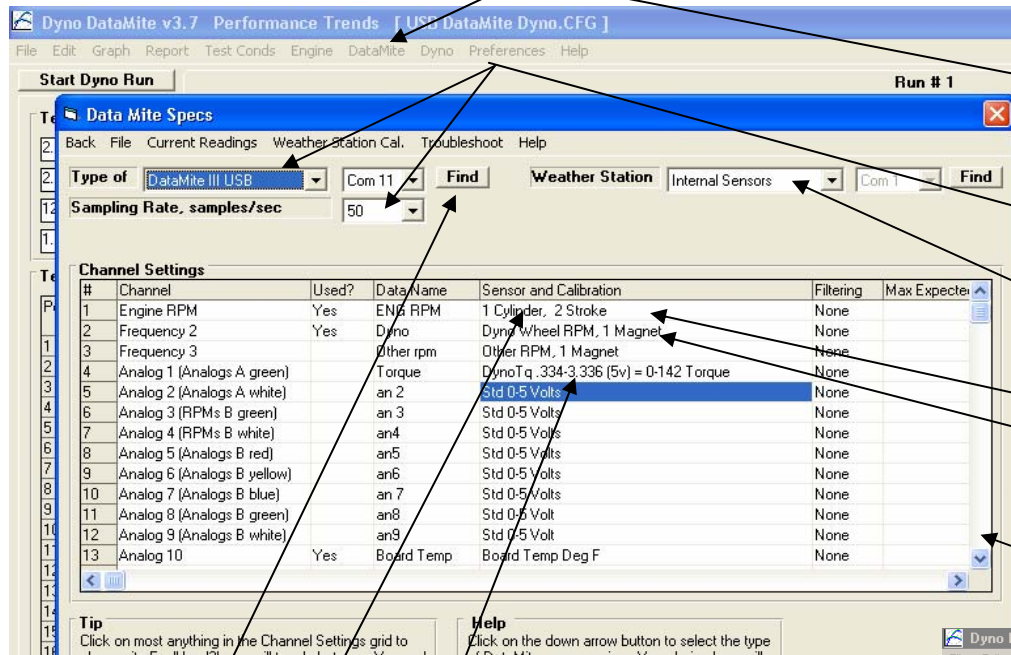 Dyno DataMite v3.7 Performance Trends [ USB DataMite Dyno.CFG ]
File Edit Graph Report Test Conds Engine DataMite Dyno Preferences Help
Start Dyno Run Run # 1
Data Mite Specs
Back File Current Readings Weather Station Cal. Troubleshoot Help
Type of DataMite III USB Com 11 Find Weather Station Internal Sensors Com 1 Find
Sampling Rate, samples/sec 50
Channel Settings
# Channel Used? Data Name Sensor and Calibration Filtering Max Expected
1 Engine RPM Yes ENG RPM 1 Cylinder, 2 Stroke None
2 Frequency 2 Yes Dyno Dyno Wheel RPM, 1 Magnet None
3 Frequency 3 Other rpm Other RPM, 1 Magnet None
4 Analog 1 (Analogs A green) Torque DynoTq .334-3.336 (5v) = 0-142 Torque None
5 Analog 2 (Analogs A white) an 2 Std 0-5 Volts None
6 Analog 3 (RPMs B green) an 3 Std 0-5 Volts None
7 Analog 4 (RPMs B white) an4 Std 0-5 Volts None
8 Analog 5 (Analogs B red) an5 Std 0-5 Volts None
9 Analog 6 (Analogs B yellow) an6 Std 0-5 Volts None
10 Analog 7 (Analogs B blue) an 7 Std 0-5 Volts None
11 Analog 8 (Analogs B green) an8 Std 0-5 Volt None
12 Analog 9 (Analogs B white) an9 Std 0-5 Volt None
13 Analog 10 Yes Board Temp Board Temp Deg F None
Tip
Click on most anything in the Channel Settings grid to
Help
Click on the down arrow button to select the type
Dyno